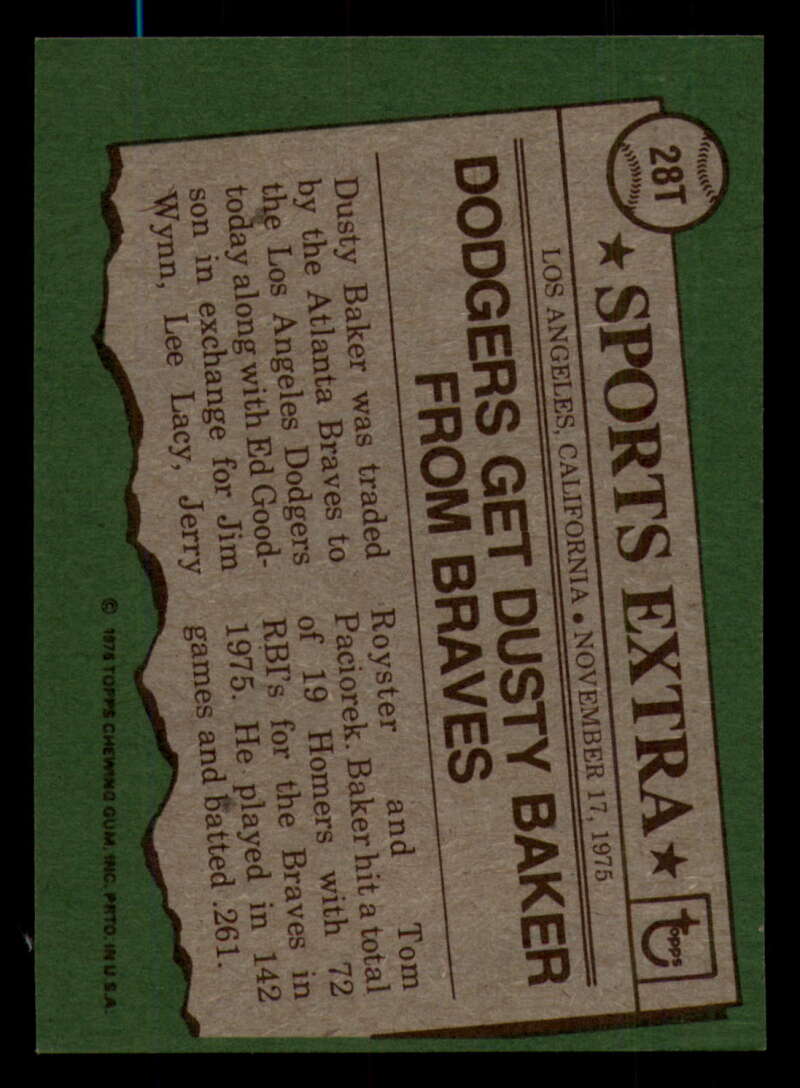 28T
★ SPORTS EXTRA ★
topps
LOS ANGELES, CALIFORNIA • NOVEMBER 17, 1975
DODGERS GET DUSTY BAKER
FROM BRAVES
Dusty Baker was traded
by the Atlanta Braves to
the Los Angeles Dodgers
today along with Ed Good-
son in exchange for Jim
Wynn, Lee Lacy, Jerry
Royster and Tom
Paciorek. Baker hit a total
of 19 Homers with 72
RBI's for the Braves in
1975. He played in 142
games and batted .261.
© 1976 TOPPS CHEWING GUM, INC. PRTD. IN U.S.A.